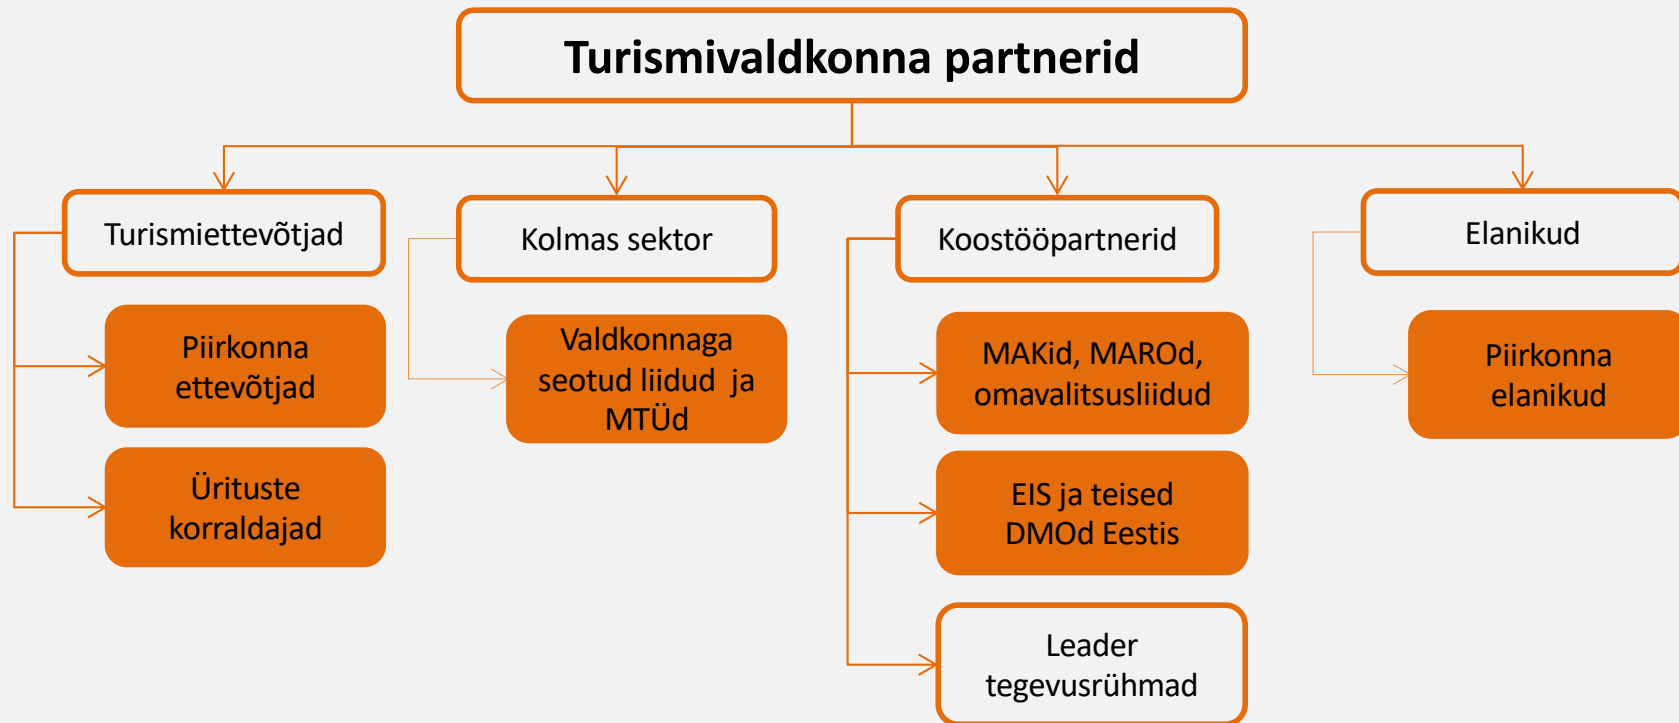 Turismivaldkonna partnerid
Turismiettevõtjad
Piirkonna
ettevõtjad
Ürituste
korraldajad
Kolmas sektor
Valdkonnaga
seotud liidud ja
MTÜd
Koostööpartnerid
MAKid, MAROd,
omavalitsusliidud
EIS ja teised
DMOd Eestis
Leader
tegevusrühmad
Elanikud
Piirkonna
elanikud